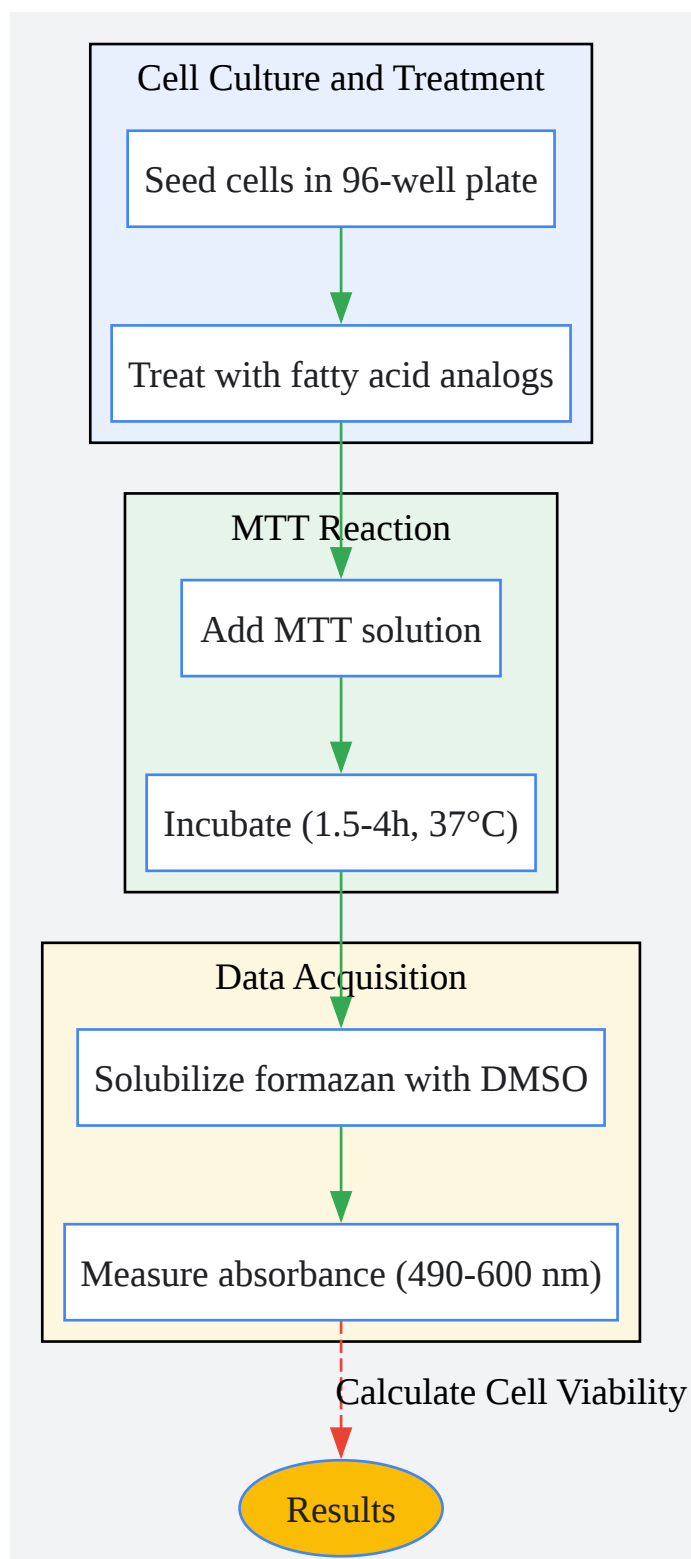 Cell Culture and Treatment
Seed cells in 96-well plate
Treat with fatty acid analogs
MTT Reaction
Add MTT solution
Incubate (1.5-4h, 37°C)
Data Acquisition
Solubilize formazan with DMSO
Measure absorbance (490-600 nm)
Calculate Cell Viability
Results